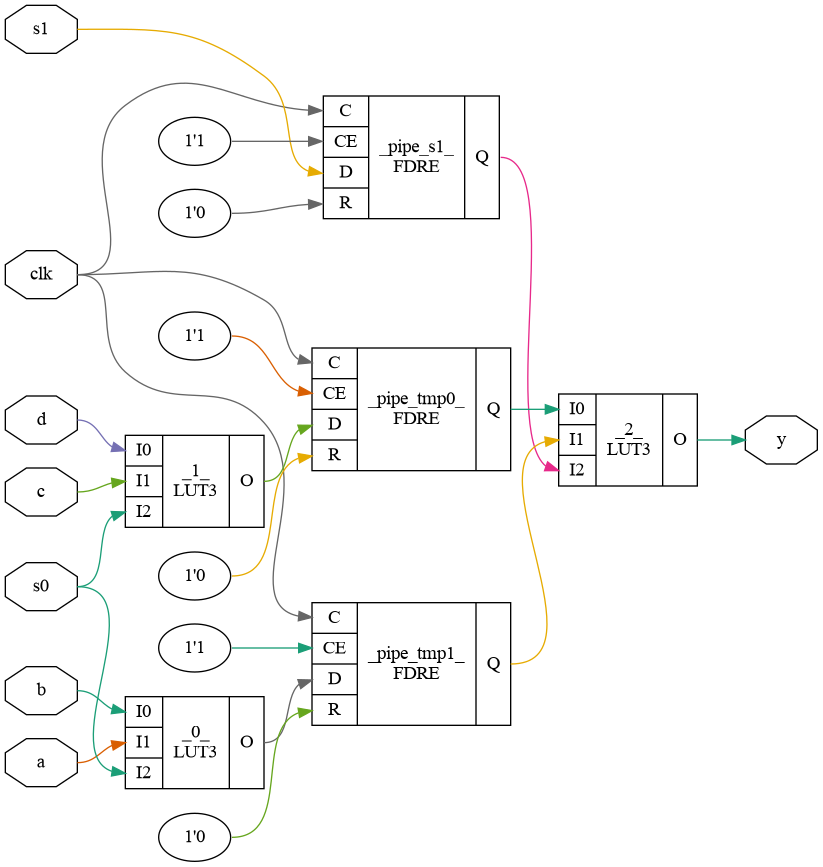 s1
C
CE
D
R
_pipe_s1_
FDRE
Q
1'1
1'0
clk
1'1
C
CE
D
R
_pipe_tmp0_
FDRE
Q
d
c
I0
I1
I2
_1_
LUT3
O
I0
I1
I2
_2_
LUT3
O
y
s0
1'0
1'1
C
CE
D
R
_pipe_tmp1_
FDRE
Q
b
a
I0
I1
I2
_0_
LUT3
O
1'0